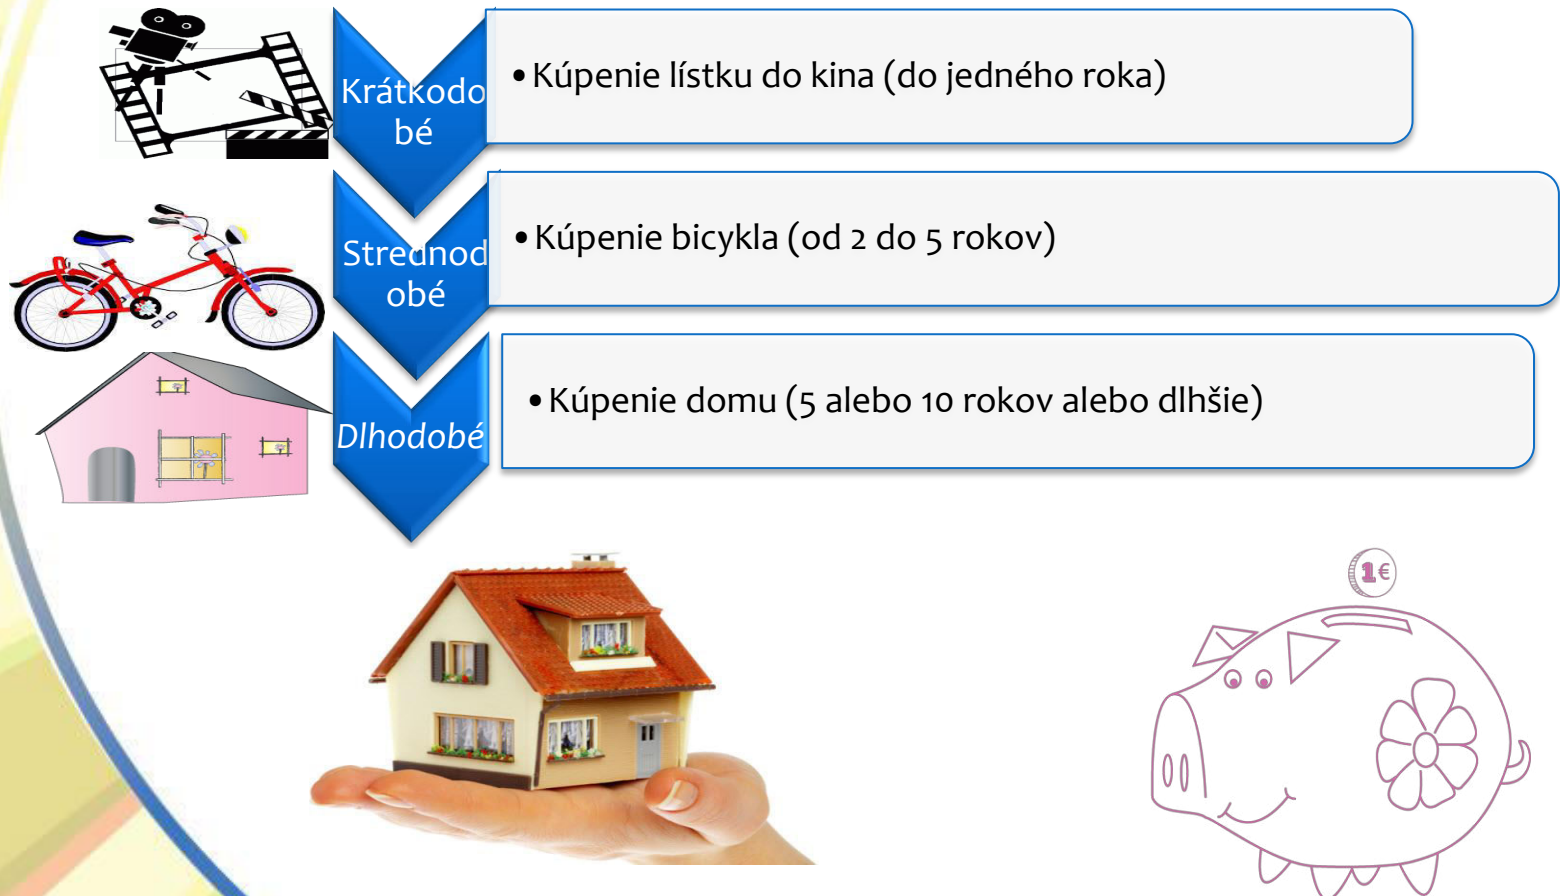 Krátkodo
bé
•Kúpenie lístku do kina (do jedného roka)
Strednod
obé
•Kúpenie bicykla (od 2 do 5 rokov)
Dlhodobé
•Kúpenie domu (5 alebo 10 rokov alebo dlhšie)
1€